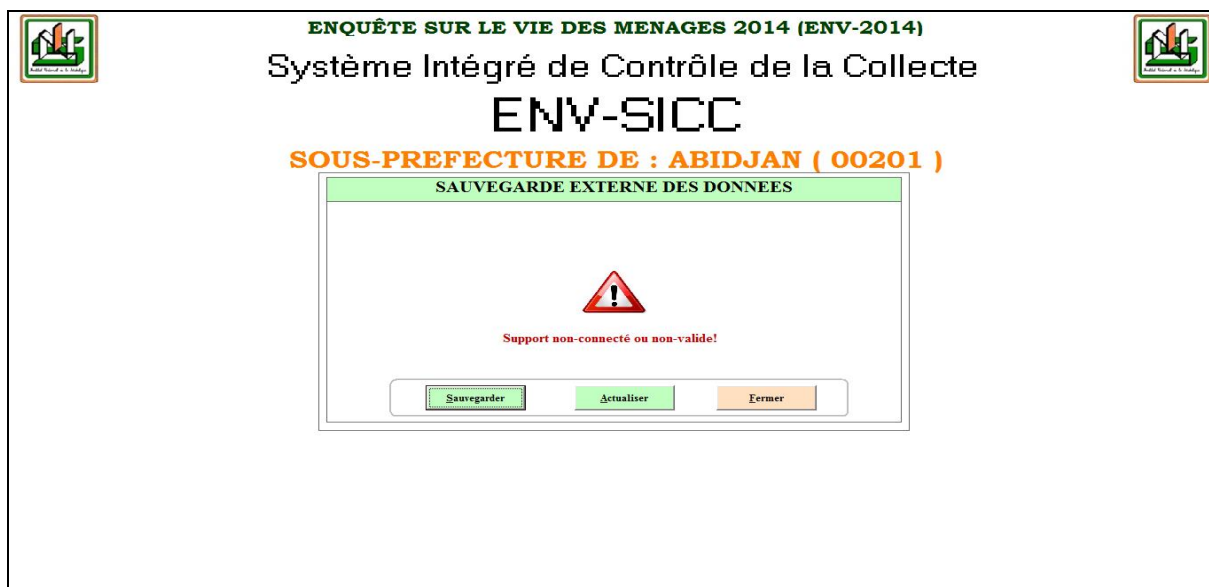 ENQUÊTE SUR LE VIE DES MENAGES 2014 (ENV-2014)
Système Intégré de Contrôle de la Collecte
ENV-SICC
SOUS-PREFECTURE DE : ABIDJAN ( 00201 )
SAUVEGARDE EXTERNE DES DONNEES
Support non-connecté ou non-valide!
Sauvegarder Actualiser Fermer